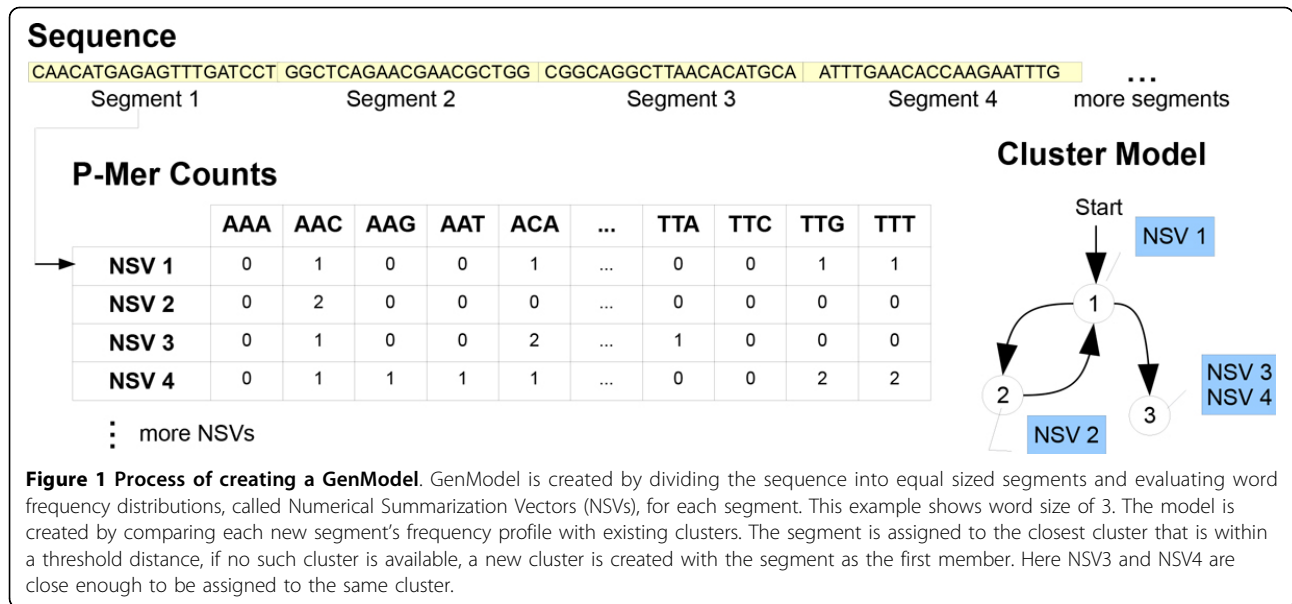 Sequence
CAACATGAGAGTTTGATCCT GGCTCAGAACGAACGCTGG CGGCAGGCTTAACACATGCA ATTTGAACACCAAGAATTTG ...
Segment 1 Segment 2 Segment 3 Segment 4 more segments
P-Mer Counts
AAA AAC AAG AAT ACA ... TTA TTC TTG TTT
NSV 1 0 1 0 0 1 ... 0 0 1 1
NSV 2 0 2 0 0 0 ... 0 0 0 0
NSV 3 0 1 0 0 2 ... 1 0 0 0
NSV 4 0 1 1 1 1 ... 0 0 2 2
⋮ more NSVs
Cluster Model
Start
NSV 1
1
2
3
NSV 3
NSV 4
NSV 2
Figure 1 Process of creating a GenModel. GenModel is created by dividing the sequence into equal sized segments and evaluating word
frequency distributions, called Numerical Summarization Vectors (NSVs), for each segment. This example shows word size of 3. The model is
created by comparing each new segment's frequency profile with existing clusters. The segment is assigned to the closest cluster that is within
a threshold distance, if no such cluster is available, a new cluster is created with the segment as the first member. Here NSV3 and NSV4 are
close enough to be assigned to the same cluster.